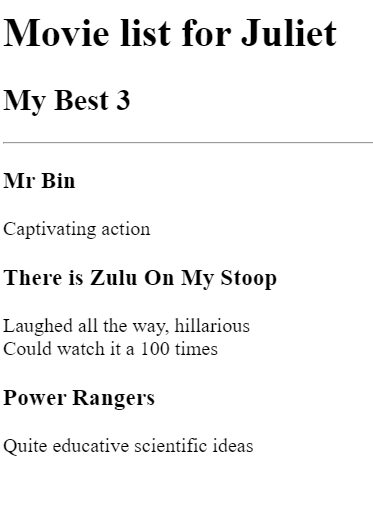 Movie list for Juliet
My Best 3
Mr Bin
Captivating action
There is Zulu On My Stoop
Laughed all the way, hillarious
Could watch it a 100 times
Power Rangers
Quite educative scientific ideas